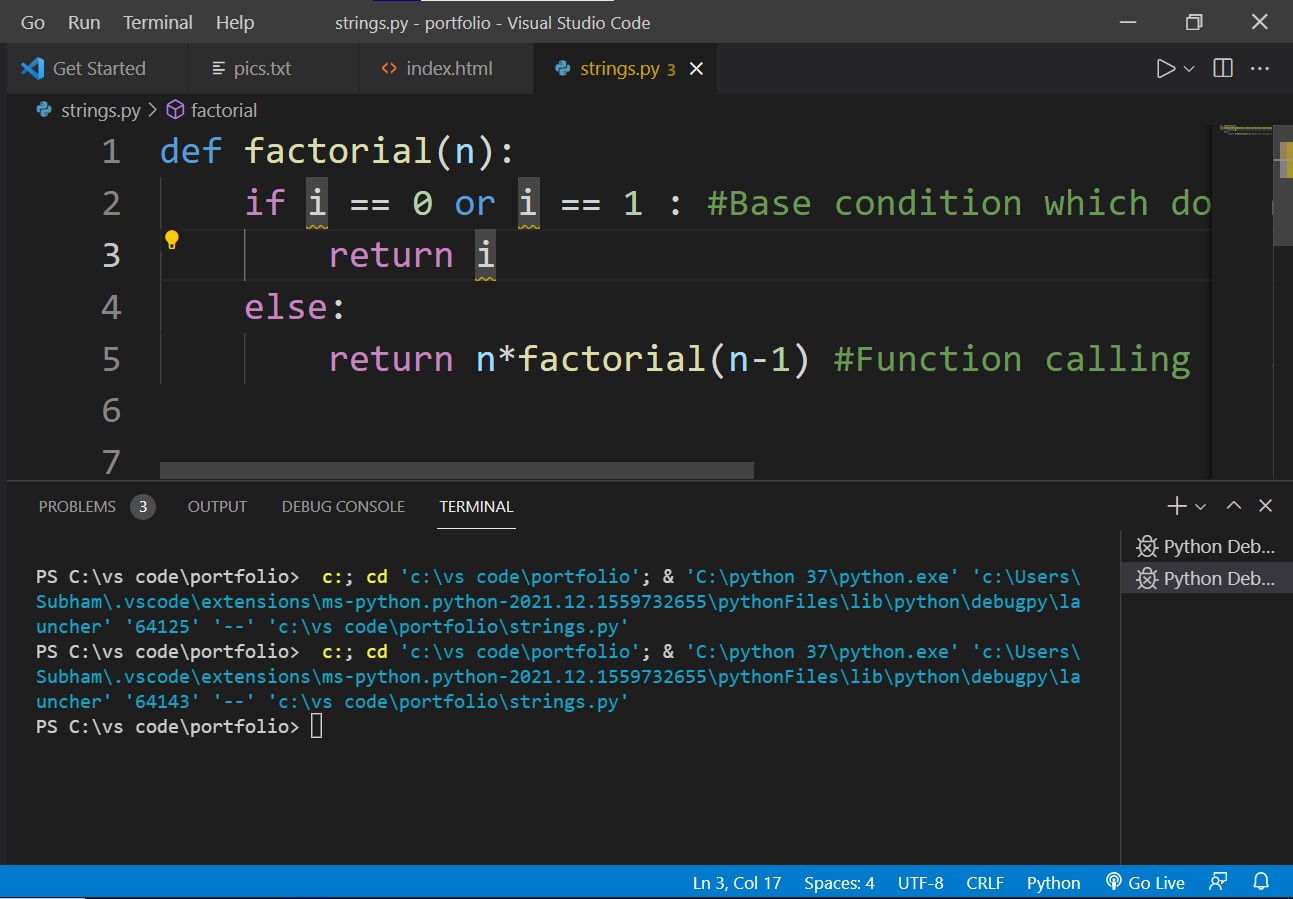 Go Run Terminal Help strings.py - portfolio - Visual Studio Code
Get Started pics.txt <> index.html strings.py 3
strings.py > factorial
1 def factorial(n):
2 if i == 0 or i == 1 : #Base condition which do
3 return i
4 else:
5 return n*factorial(n-1) #Function calling
6
7
PROBLEMS 3 OUTPUT DEBUG CONSOLE TERMINAL
Python Deb...
Python Deb...
PS C:\vs code\portfolio> c:; cd 'c:\vs code\portfolio'; & 'C:\python 37\python.exe' 'c:\Users\
Subham\.vscode\extensions\ms-python.python-2021.12.1559732655\pythonFiles\lib\python\debugpy\la
uncher' '64125' '--' 'c:\vs code\portfolio\strings.py'
PS C:\vs code\portfolio> c:; cd 'c:\vs code\portfolio'; & 'C:\python 37\python.exe' 'c:\Users\
Subham\.vscode\extensions\ms-python.python-2021.12.1559732655\pythonFiles\lib\python\debugpy\la
uncher' '64143' '--' 'c:\vs code\portfolio\strings.py'
PS C:\vs code\portfolio>
Ln 3, Col 17 Spaces: 4 UTF-8 CRLF Python Go Live